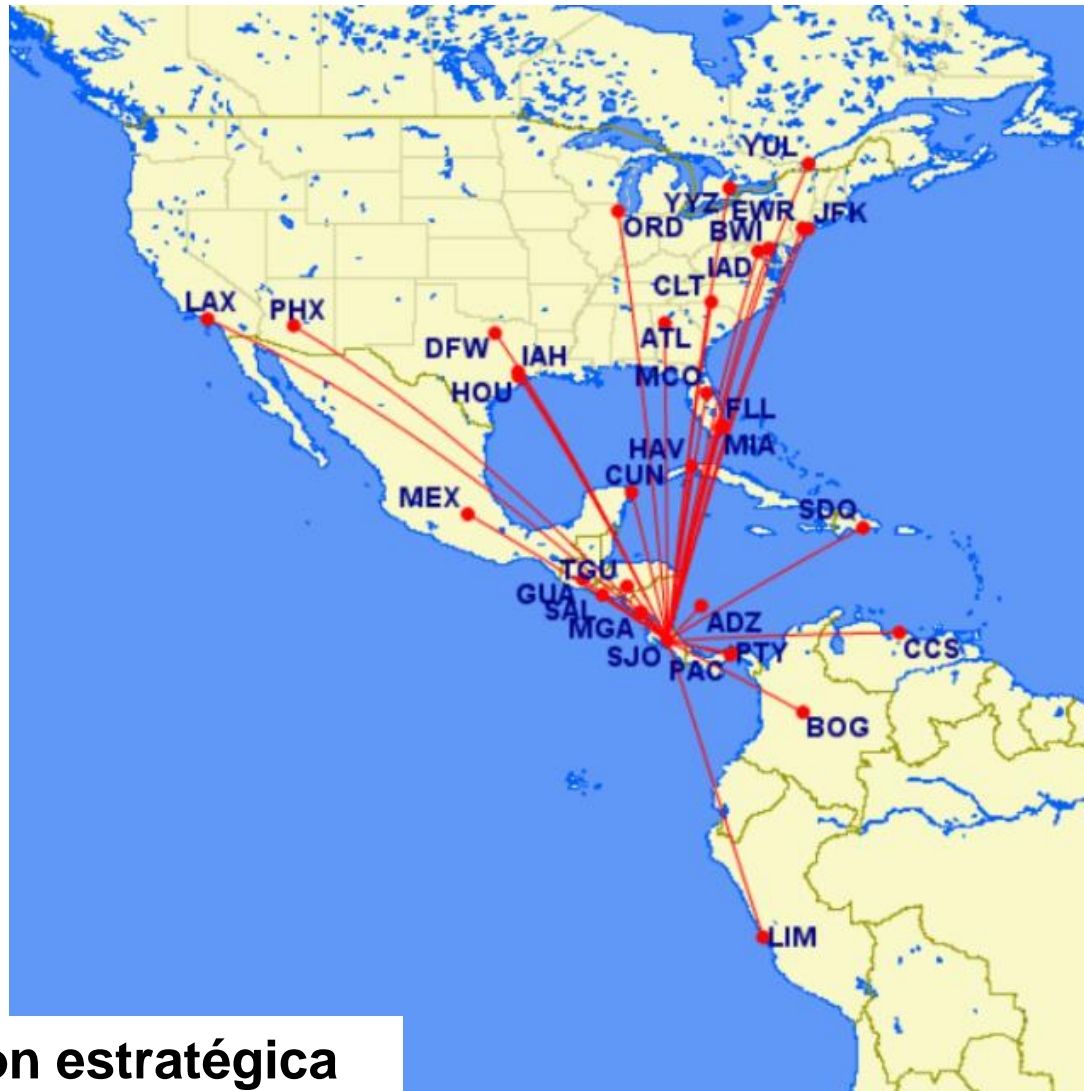 YUL
YYZ
EWR
JFK
ORD
BWI
IAD
CLT
LAX
PHX
ATL
DFW
IAH
MCO
HOU
FLL
MIA
HAV
CUN
MEX
SDQ
TGU
GUA
SAL
ADZ
MGA
SJO
PTY
CCS
PAC
BOG
LIM
on estratégica